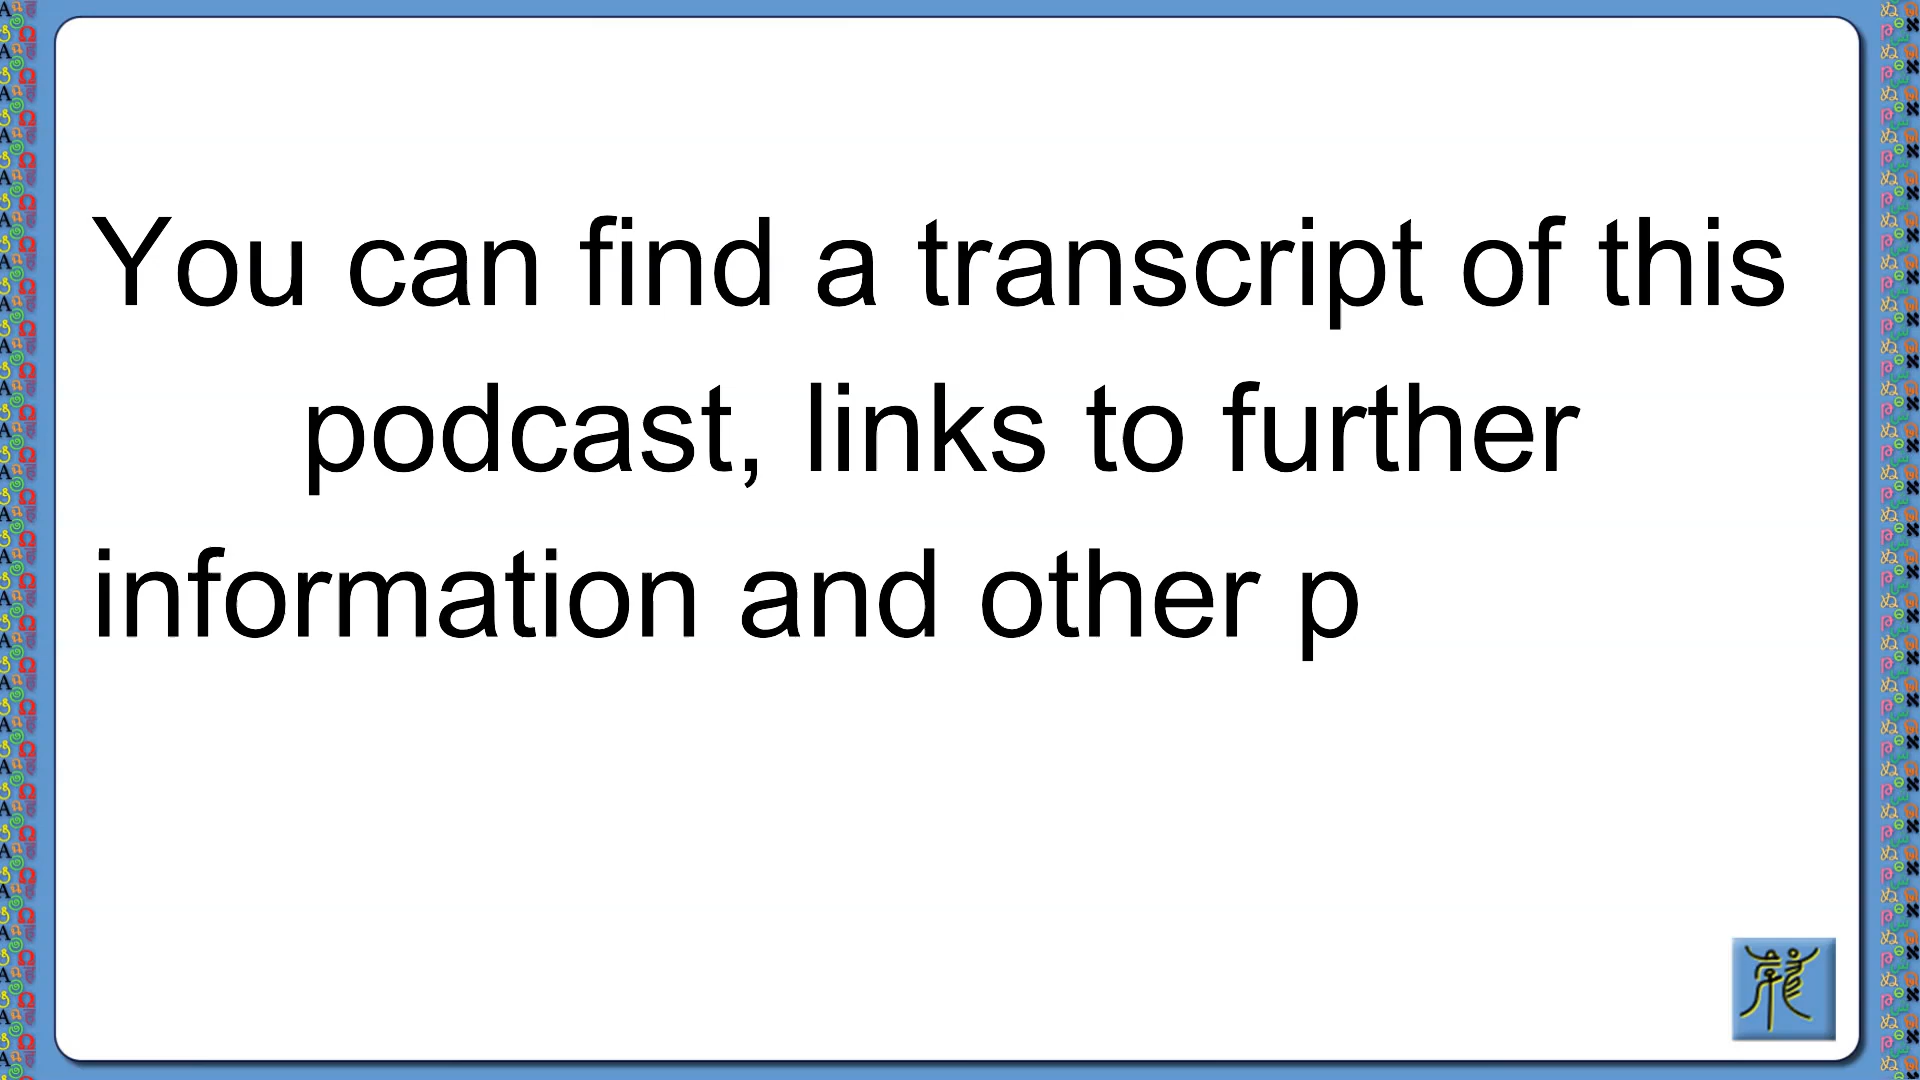 You can find a transcript of this
podcast, links to further
information and other p